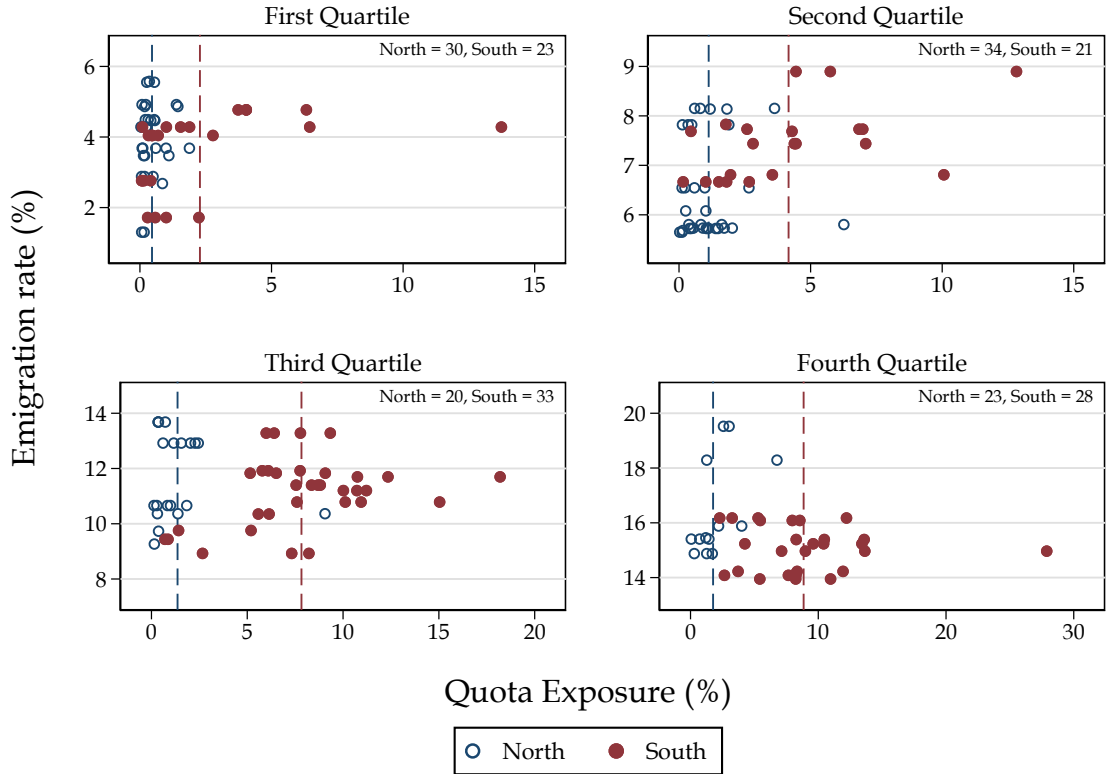 First Quartile
North = 30, South = 23
6
4
2
0
5
10
15
Second Quartile
North = 34, South = 21
9
8
7
6
0
5
10
15
Emigration rate (%)
Third Quartile
North = 20, South = 33
14
12
10
8
0
5
10
15
20
Fourth Quartile
North = 23, South = 28
20
18
16
14
0
10
20
30
Quota Exposure (%)
North
South